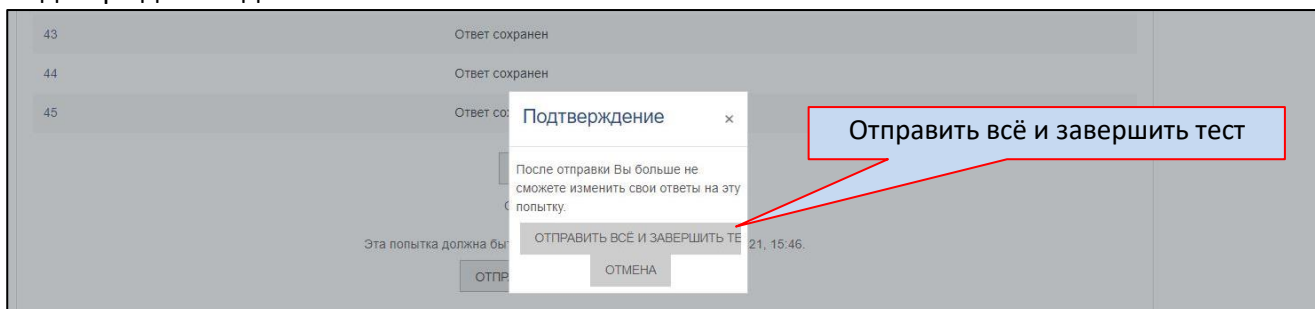 43 Ответ сохранен
44 Ответ сохранен
45 Ответ со
Подтверждение ×
Отправить всё и завершить тест
После отправки Вы больше не
сможете изменить свои ответы на эту
попытку.
ОТПРАВИТЬ ВСЁ И ЗАВЕРШИТЬ ТЕ
Эта попытка должна бы 21, 15:46.
ОТМЕНА
ОТПР